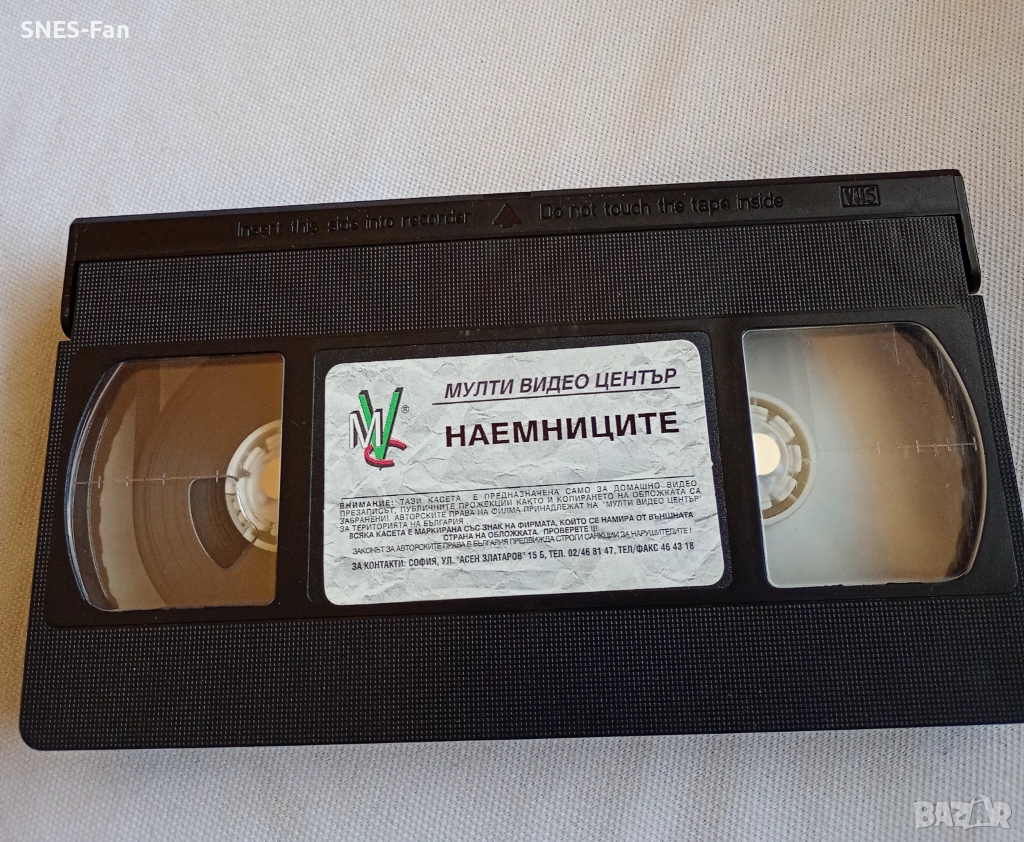 SNES-Fan
Insert this side into recorder Do not touch the tape inside VHS
МУЛТИ ВИДЕО ЦЕНТЪР
MVC®
НАЕМНИЦИТЕ
ВНИМАНИЕ: ТАЗИ КАСЕТА Е ПРЕДНАЗНАЧЕНА САМО ЗА ДОМАШНО ВИДЕО
ПРЕЗАПИСЪТ, ПУБЛИЧНИТЕ ПРОЖЕКЦИИ КАКТО И КОПИРАНЕТО НА ОБЛОЖКАТА СА
ЗАБРАНЕНИ! АВТОРСКИТЕ ПРАВА НА ФИЛМА ПРИНАДЛЕЖАТ НА "МУЛТИ ВИДЕО ЦЕНТЪР"
ЗА ТЕРИТОРИЯТА НА БЪЛГАРИЯ
ВСЯКА КАСЕТА Е МАРКИРАНА СЪС ЗНАК НА ФИРМАТА, КОЙТО СЕ НАМИРА ОТ ВЪНШНАТА
СТРАНА НА ОБЛОЖКАТА. ПРОВЕРЕТЕ !!!
ЗАКОНЪТ ЗА АВТОРСКИТЕ ПРАВА В БЪЛГАРИЯ ПРЕДВИЖДА СТРОГИ САНКЦИИ ЗА НАРУШИТЕЛИТЕ !
ЗА КОНТАКТИ: СОФИЯ, УЛ. "АСЕН ЗЛАТАРОВ" 15 Б, ТЕЛ. 02/46 81 47, ТЕЛ/ФАКС 46 43 18
BAZAR